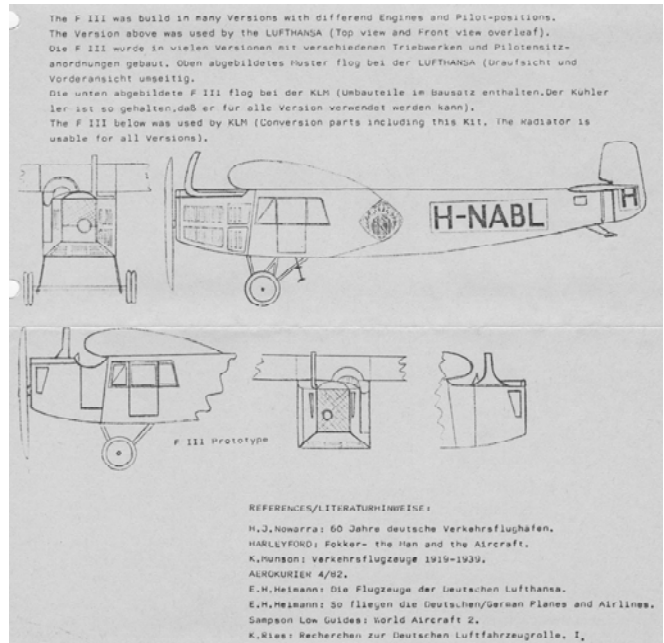 The F III was build in many Versions with differend Engines and Pilot-positions.
The Version above was used by the LUFTHANSA (Top view and Front view overleaf).
Die F III wurde in vielen Versionen mit verschiedenen Triebwerken und Pilotensitz-
anordnungen gebaut. Oben abgebildetes Muster flog bei der LUFTHANSA (Draufsicht und
Vorderansicht umseitig.
Die unten abgebildete F III flog bei der KLM (Umbauteile im Bausatz enthalten.Der Kühler
ler ist so gehalten,daß er für alle Version verwendet werden kann).
The F III below was used by KLM (Conversion parts including this Kit. The Radiator is
usable for all Versions).
H-NABL
H
F III Prototype
REFERENCES/LITERATURHINWEISE:
H.J.Nowarra: 60 Jahre deutsche Verkehrsflughäfen.
HARLEYFORD: Fokker- the Man and the Aircraft.
K.Munson: Verkehrsflugzeuge 1919-1939.
AEROKURIER 4/82.
E.H.Heimann: Die Flugzeuge der Deutschen Lufthansa.
E.H.Heimann: So fliegen die Deutschen/German Planes and Airlines.
Sampson Low Guides: World Aircraft 2.
K.Ries: Recherchen zur Deutschen Luftfahrzeugrolle. I.